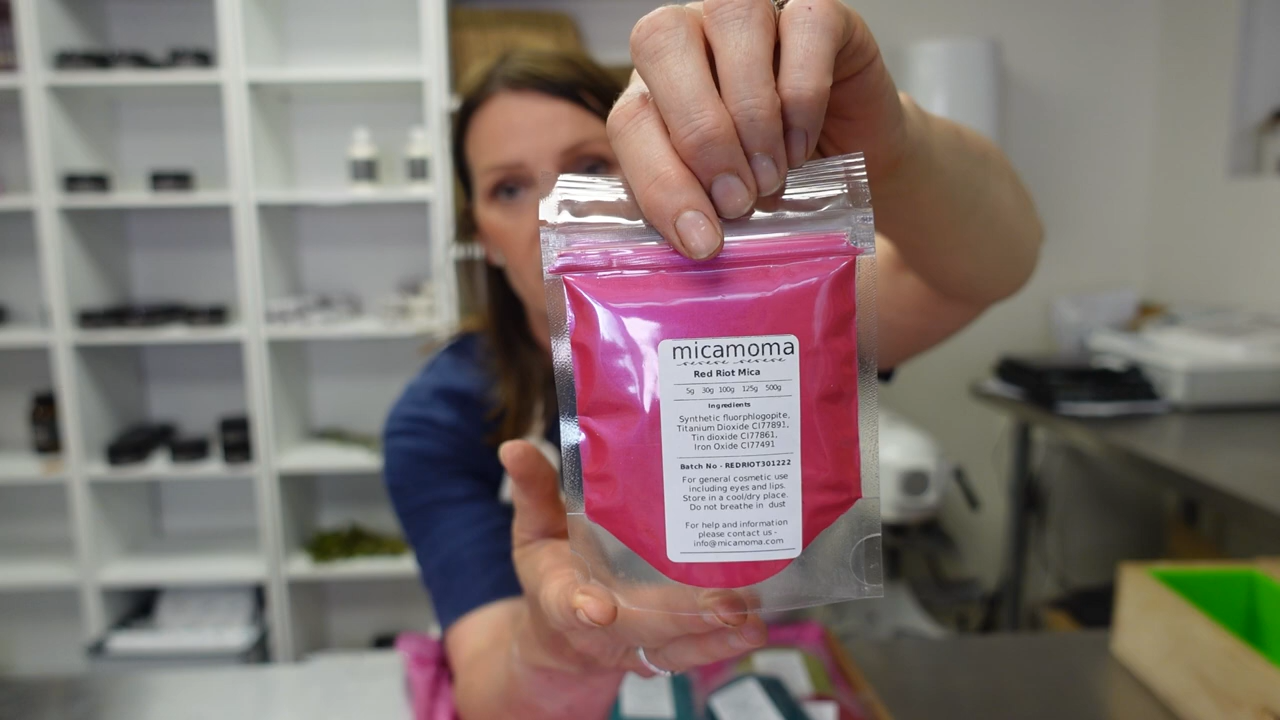 micamoma
Red Riot Mica
5g 30g 100g 125g 500g
Ingredients
Synthetic fluorphlogopite,
Titanium Dioxide CI77891,
Tin dioxide CI77861,
Iron Oxide CI77491
Batch No - REDRIOT301222
For general cosmetic use
including eyes and lips.
Store in a cool/dry place.
Do not breathe in dust
For help and information
please contact us -
info@micamoma.com